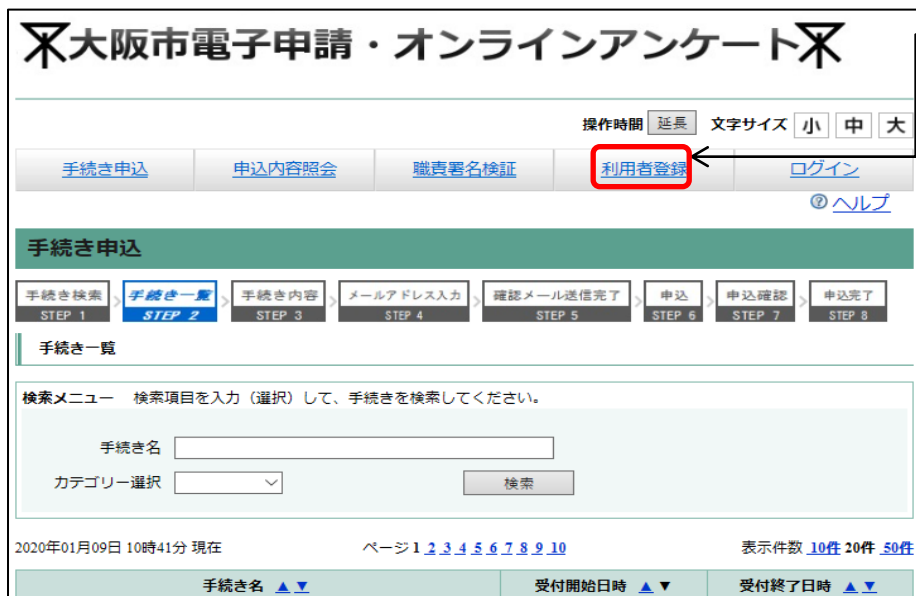 大阪市電子申請・オンラインアンケート
操作時間 延長 文字サイズ 小 中 大
手続き申込 申込内容照会 職責署名検証 利用者登録 ログイン
? ヘルプ
手続き申込
手続き検索 手続き一覧 手続き内容 メールアドレス入力 確認メール送信完了 申込 申込確認 申込完了
STEP 1 STEP 2 STEP 3 STEP 4 STEP 5 STEP 6 STEP 7 STEP 8
手続き一覧
検索メニュー 検索項目を入力（選択）して、手続きを検索してください。
手続き名
カテゴリー選択 検索
2020年01月09日 10時41分 現在 ページ 1 2 3 4 5 6 7 8 9 10 表示件数 10件 20件 50件
手続き名 ▲ ▼ 受付開始日時 ▲ ▼ 受付終了日時 ▲ ▼